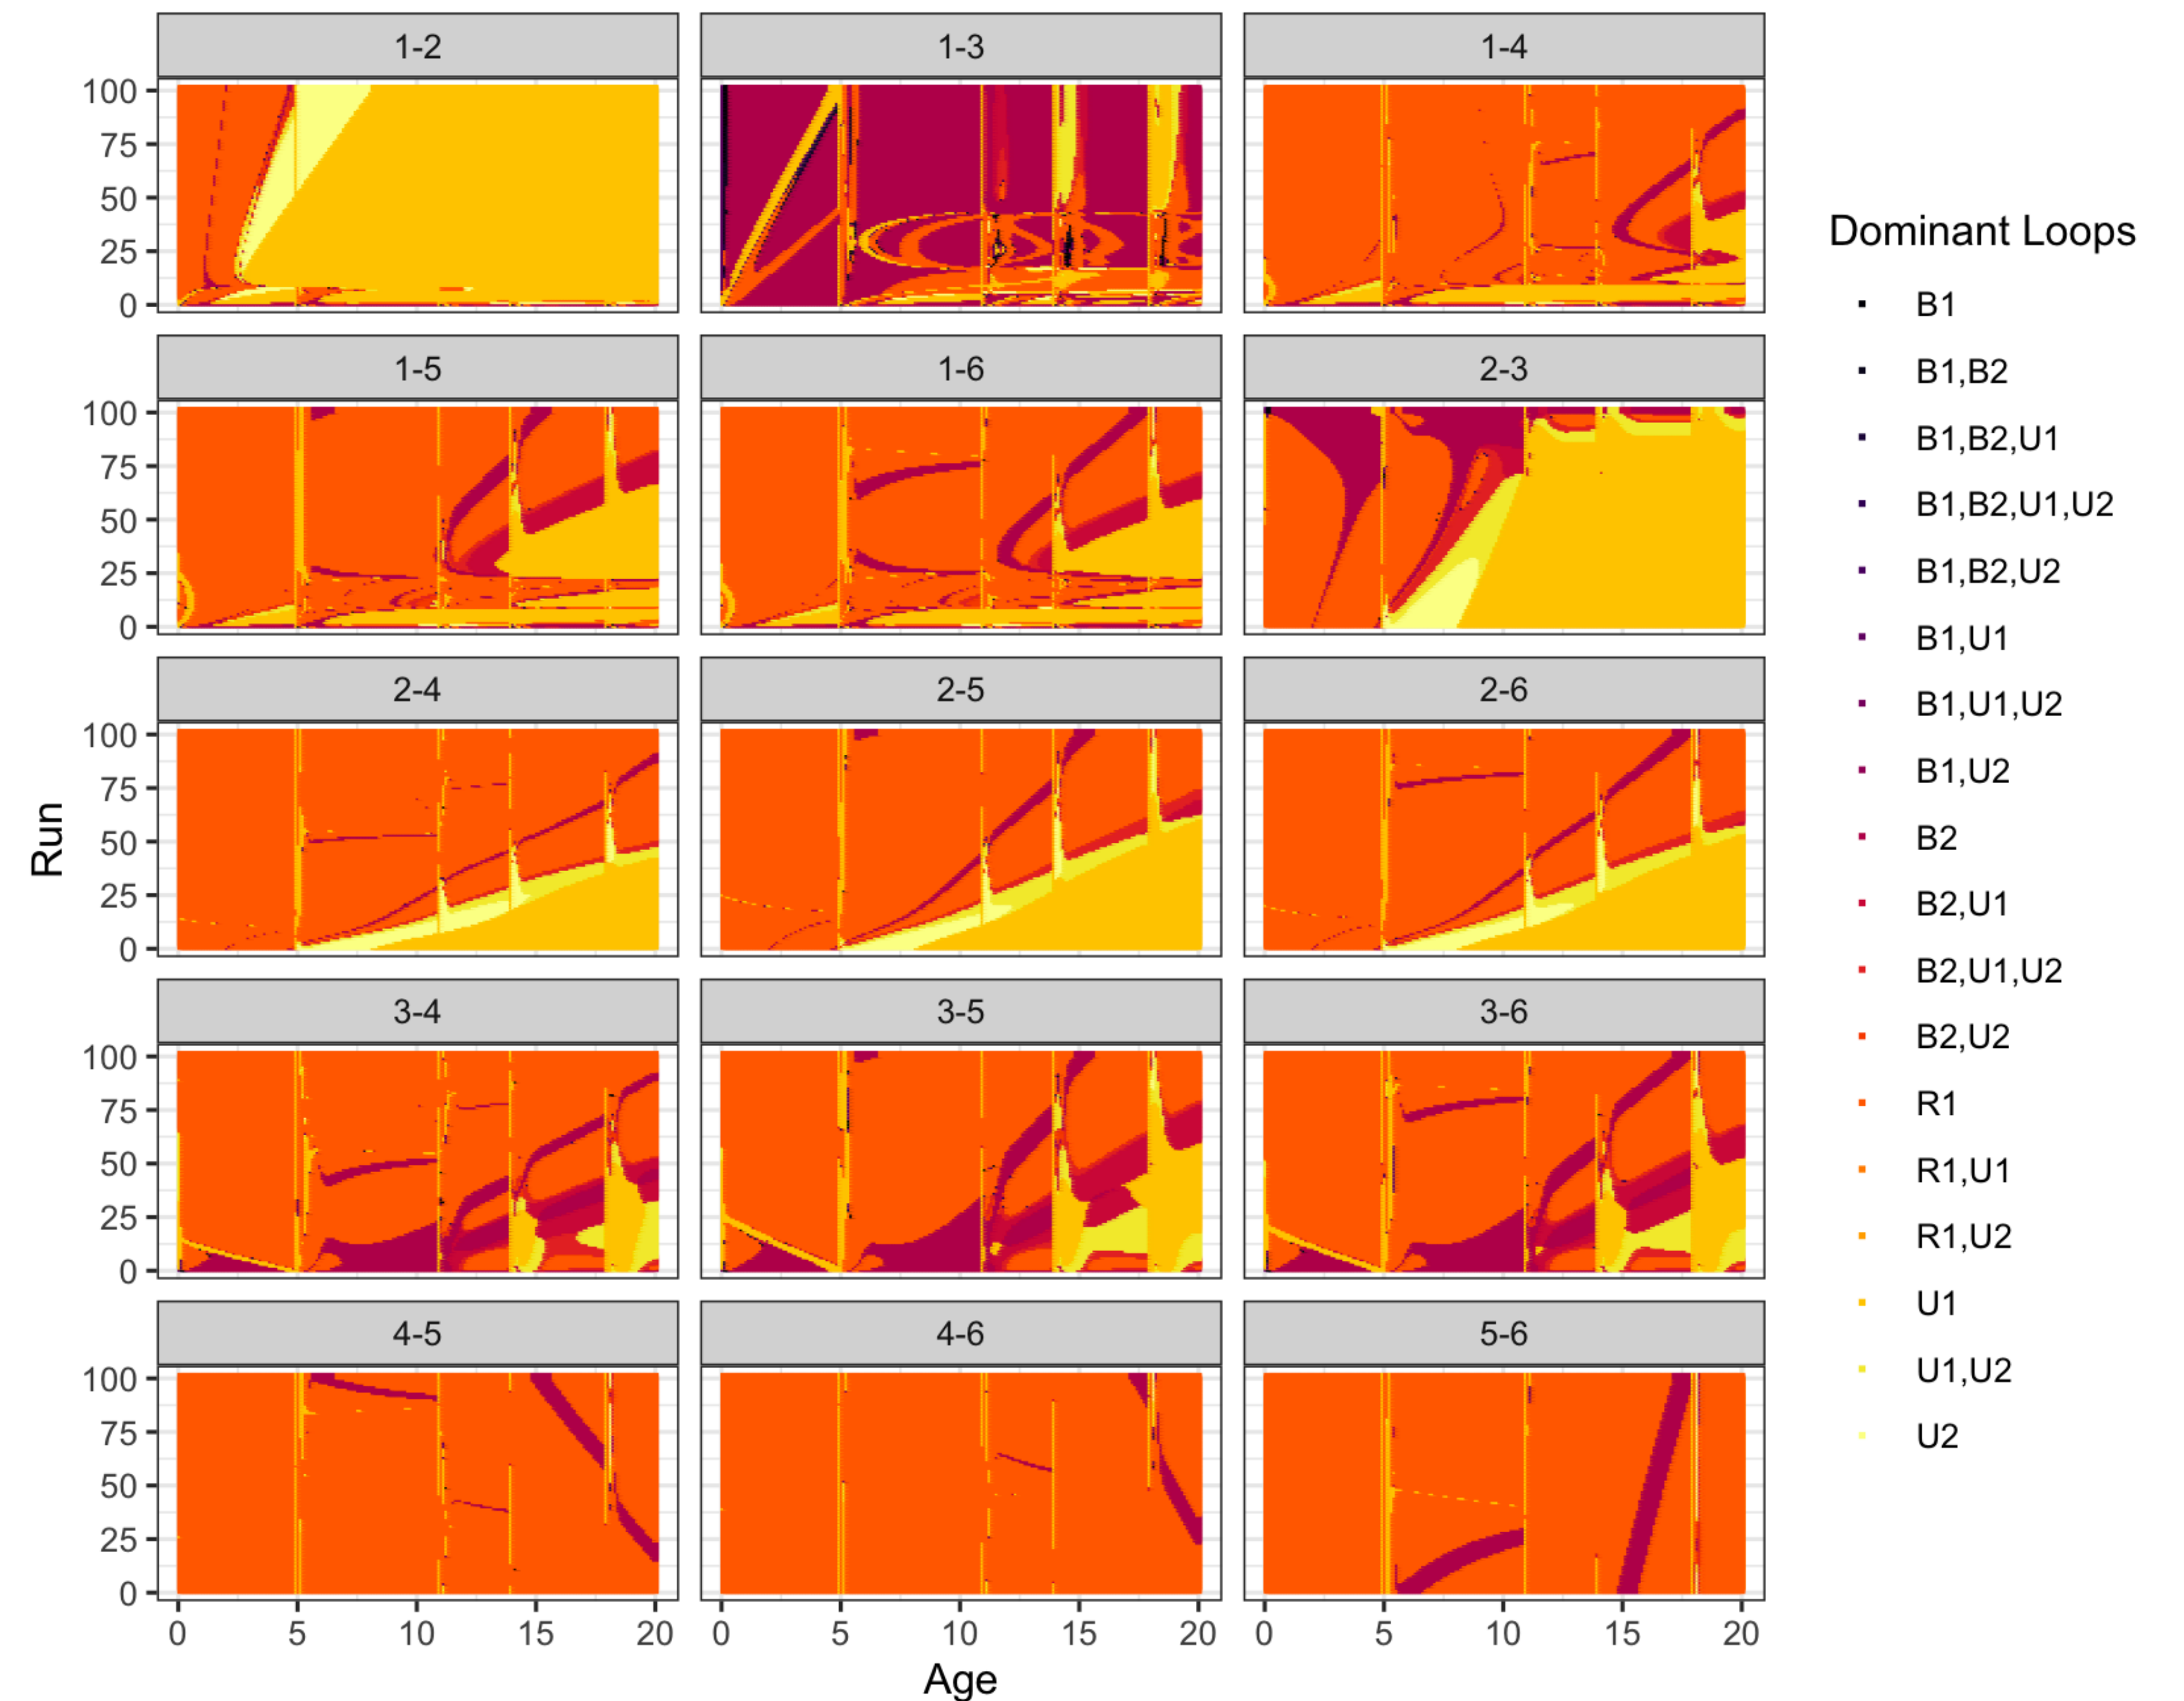 1-2 1-3 1-4
100
75
50
25
0
1-5 1-6 2-3
100
75
50
25
0
2-4 2-5 2-6
100
75
50
25
0
3-4 3-5 3-6
100
75
50
25
0
4-5 4-6 5-6
100
75
50
25
0
0 5 10 15 20 0 5 10 15 20 0 5 10 15 20
Age
Run
Dominant Loops
B1
B1,B2
B1,B2,U1
B1,B2,U1,U2
B1,B2,U2
B1,U1
B1,U1,U2
B1,U2
B2
B2,U1
B2,U1,U2
B2,U2
R1
R1,U1
R1,U2
U1
U1,U2
U2